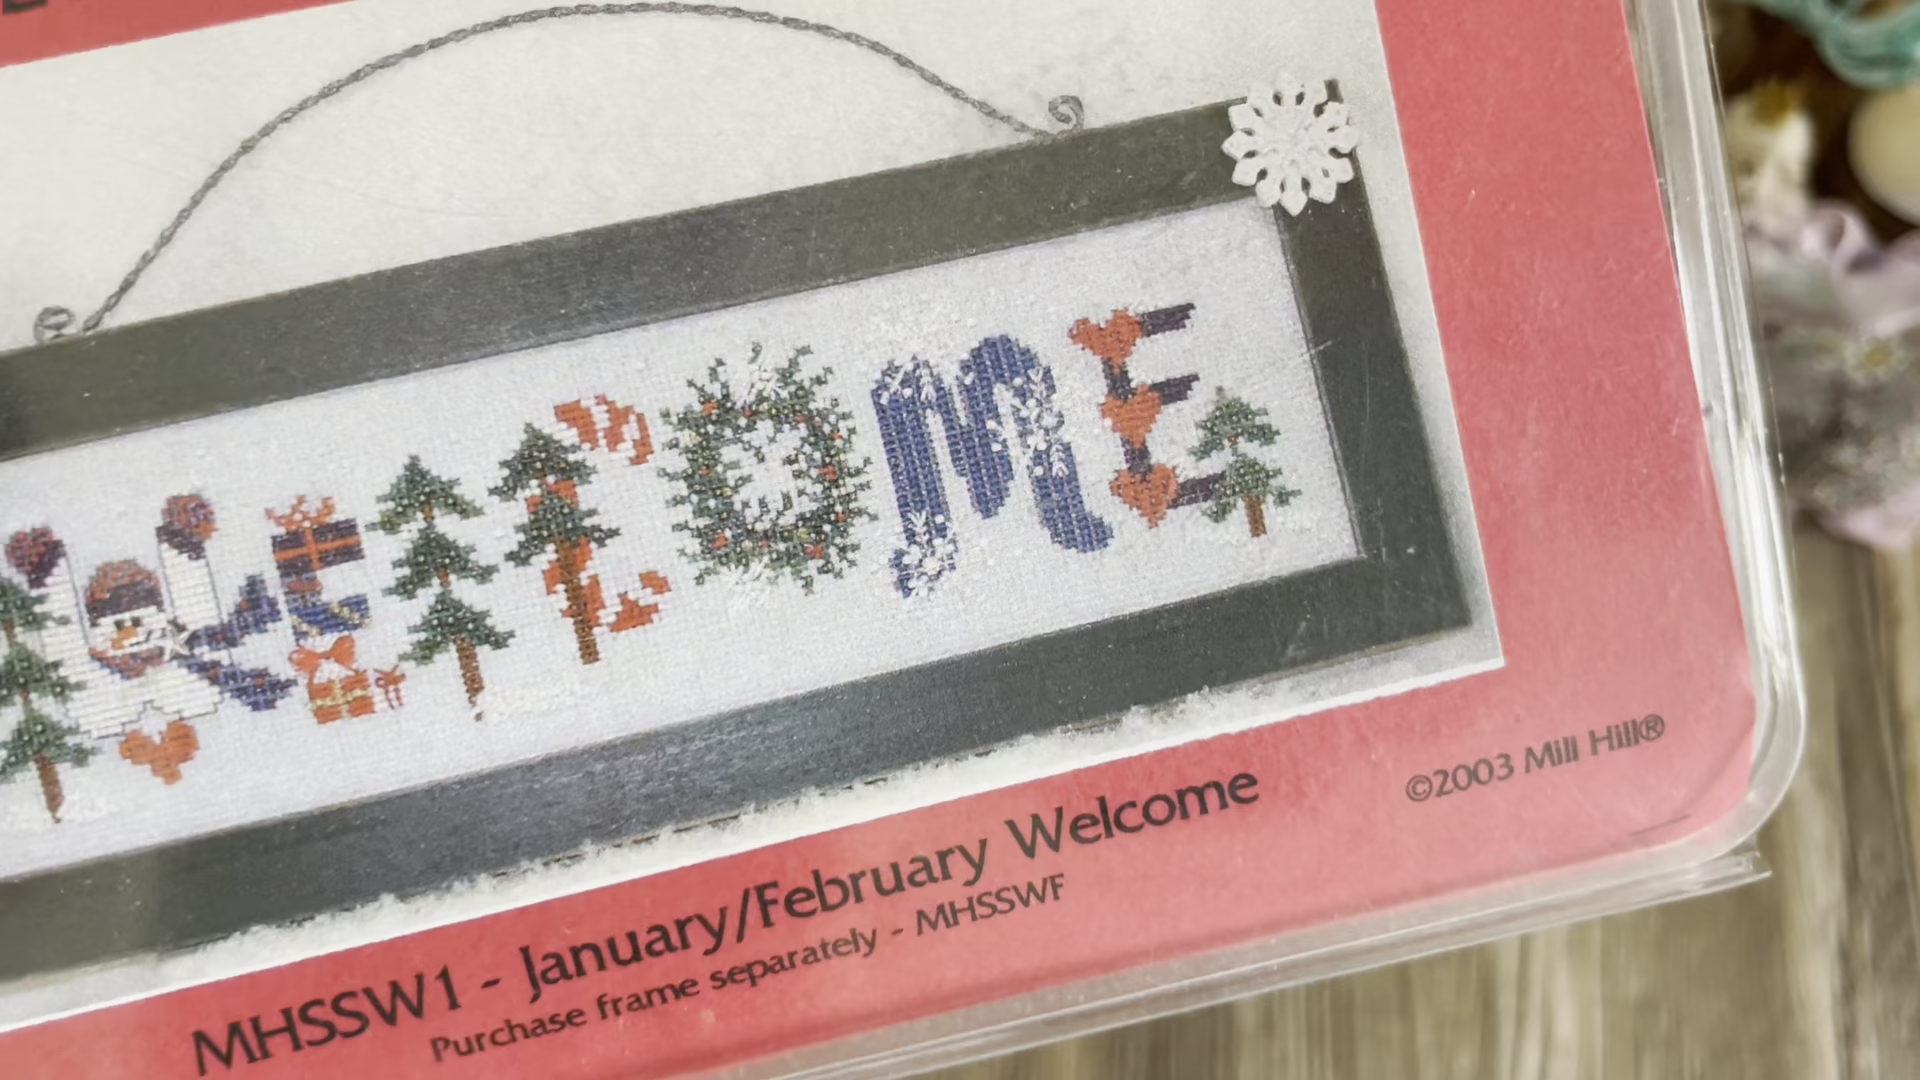 WELCOME
MHSSW1 - January/February Welcome
Purchase frame separately - MHSSWF
©2003 Mill Hill®